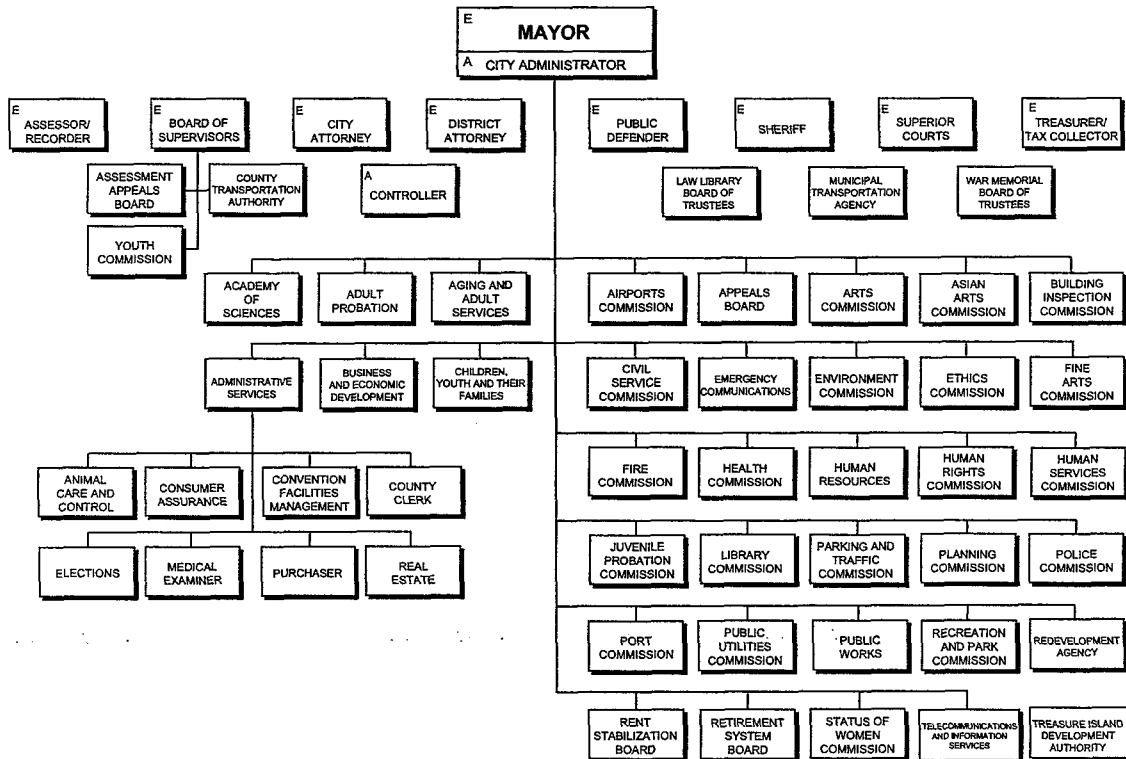 E
MAYOR
A CITY ADMINISTRATOR
E
ASSESSOR/
RECORDER
E
BOARD OF
SUPERVISORS
E
CITY
ATTORNEY
E
DISTRICT
ATTORNEY
E
PUBLIC
DEFENDER
E
SHERIFF
E
SUPERIOR
COURTS
E
TREASURER/
TAX COLLECTOR
ASSESSMENT
APPEALS
BOARD
COUNTY
TRANSPORTATION
AUTHORITY
A
CONTROLLER
LAW LIBRARY
BOARD OF
TRUSTEES
MUNICIPAL
TRANSPORTATION
AGENCY
WAR MEMORIAL
BOARD OF
TRUSTEES
YOUTH
COMMISSION
ACADEMY
OF
SCIENCES
ADULT
PROBATION
AGING AND
ADULT
SERVICES
AIRPORTS
COMMISSION
APPEALS
BOARD
ARTS
COMMISSION
ASIAN
ARTS
COMMISSION
BUILDING
INSPECTION
COMMISSION
ADMINISTRATIVE
SERVICES
BUSINESS
AND ECONOMIC
DEVELOPMENT
CHILDREN,
YOUTH AND THEIR
FAMILIES
CIVIL
SERVICE
COMMISSION
EMERGENCY
COMMUNICATIONS
ENVIRONMENT
COMMISSION
ETHICS
COMMISSION
FINE
ARTS
COMMISSION
ANIMAL
CARE AND
CONTROL
CONSUMER
ASSURANCE
CONVENTION
FACILITIES
MANAGEMENT
COUNTY
CLERK
FIRE
COMMISSION
HEALTH
COMMISSION
HUMAN
RESOURCES
HUMAN
RIGHTS
COMMISSION
HUMAN
SERVICES
COMMISSION
ELECTIONS
MEDICAL
EXAMINER
PURCHASER
REAL
ESTATE
JUVENILE
PROBATION
COMMISSION
LIBRARY
COMMISSION
PARKING AND
TRAFFIC
COMMISSION
PLANNING
COMMISSION
POLICE
COMMISSION
PORT
COMMISSION
PUBLIC
UTILITIES
COMMISSION
PUBLIC
WORKS
RECREATION
AND PARK
COMMISSION
REDEVELOPMENT
AGENCY
RENT
STABILIZATION
BOARD
RETIREMENT
SYSTEM
BOARD
STATUS OF
WOMEN
COMMISSION
TELECOMMUNICATIONS
AND INFORMATION
SERVICES
TREASURE ISLAND
DEVELOPMENT
AUTHORITY